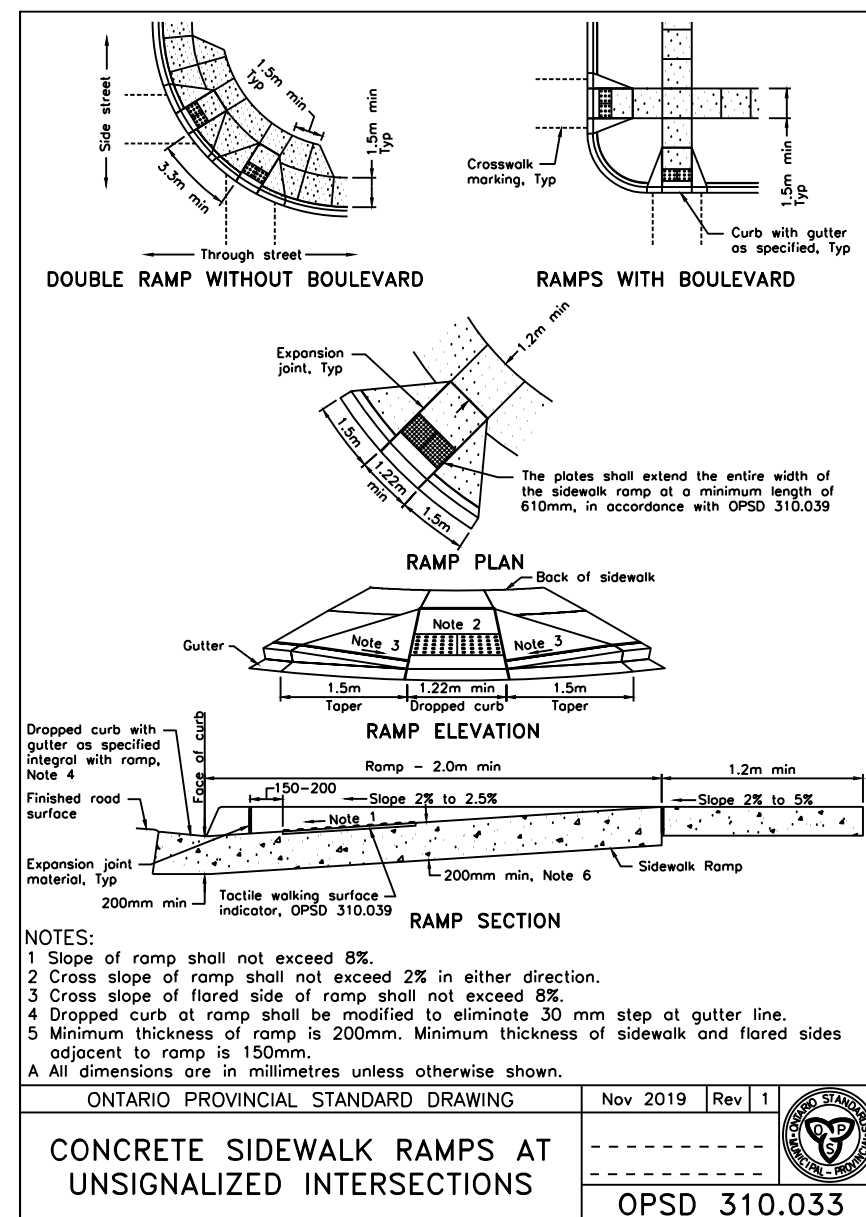 Side street
1.5m min
Typ
1.5m min
Typ
3.3m min
Through street
DOUBLE RAMP WITHOUT BOULEVARD
Crosswalk
marking, Typ
1.5m min
Typ
Curb with gutter
as specified, Typ
RAMPS WITH BOULEVARD
Expansion
joint, Typ
1.2m min
1.5m
1.22m
min
1.5m
The plates shall extend the entire width of
the sidewalk ramp at a minimum length of
610mm, in accordance with OPSD 310.039
RAMP PLAN
Back of sidewalk
Note 2
Note 3
Note 3
Gutter
1.5m
Taper
1.22m min
Dropped curb
1.5m
Taper
RAMP ELEVATION
Dropped curb with
gutter as specified
integral with ramp,
Note 4
Face of curb
Ramp - 2.0m min
1.2m min
150-200
Slope 2% to 2.5%
Slope 2% to 5%
Finished road
surface
Note 1
Expansion joint
material, Typ
Sidewalk Ramp
200mm min
Tactile walking surface
indicator, OPSD 310.039
200mm min, Note 6
RAMP SECTION
NOTES:
1 Slope of ramp shall not exceed 8%.
2 Cross slope of ramp shall not exceed 2% in either direction.
3 Cross slope of flared side of ramp shall not exceed 8%.
4 Dropped curb at ramp shall be modified to eliminate 30 mm step at gutter line.
5 Minimum thickness of ramp is 200mm. Minimum thickness of sidewalk and flared sides
adjacent to ramp is 150mm.
A All dimensions are in millimetres unless otherwise shown.
ONTARIO PROVINCIAL STANDARD DRAWING
Nov 2019 Rev 1
CONCRETE SIDEWALK RAMPS AT
UNSIGNALIZED INTERSECTIONS
OPSD 310.033
OPS